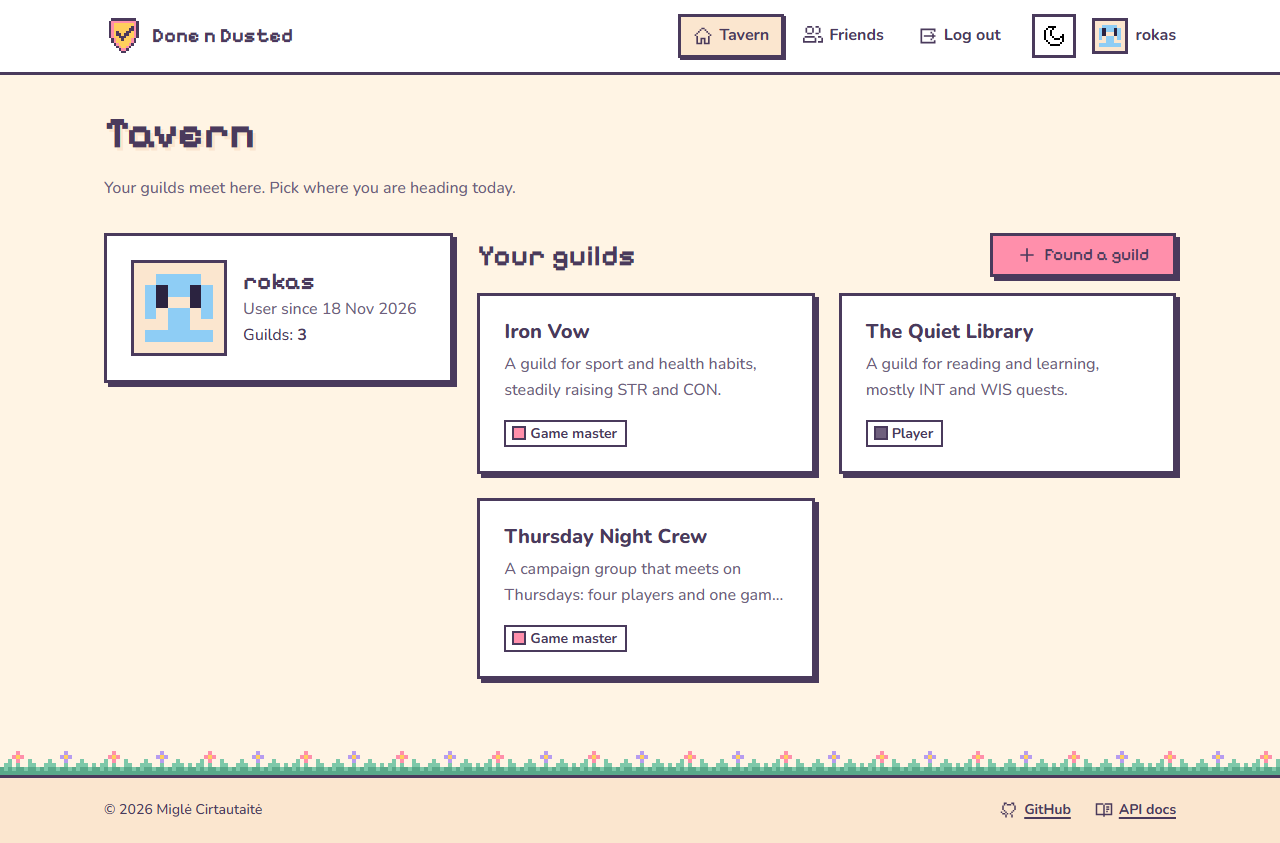 Done n Dusted
Tavern
Friends
Log out
rokas
Tavern
Your guilds meet here. Pick where you are heading today.
rokas
User since 18 Nov 2026
Guilds: 3
Your guilds
Found a guild
Iron Vow
A guild for sport and health habits,
steadily raising STR and CON.
Game master
The Quiet Library
A guild for reading and learning,
mostly INT and WIS quests.
Player
Thursday Night Crew
A campaign group that meets on
Thursdays: four players and one gam...
Game master
© 2026 Miglė Cirtautaitė
GitHub
API docs